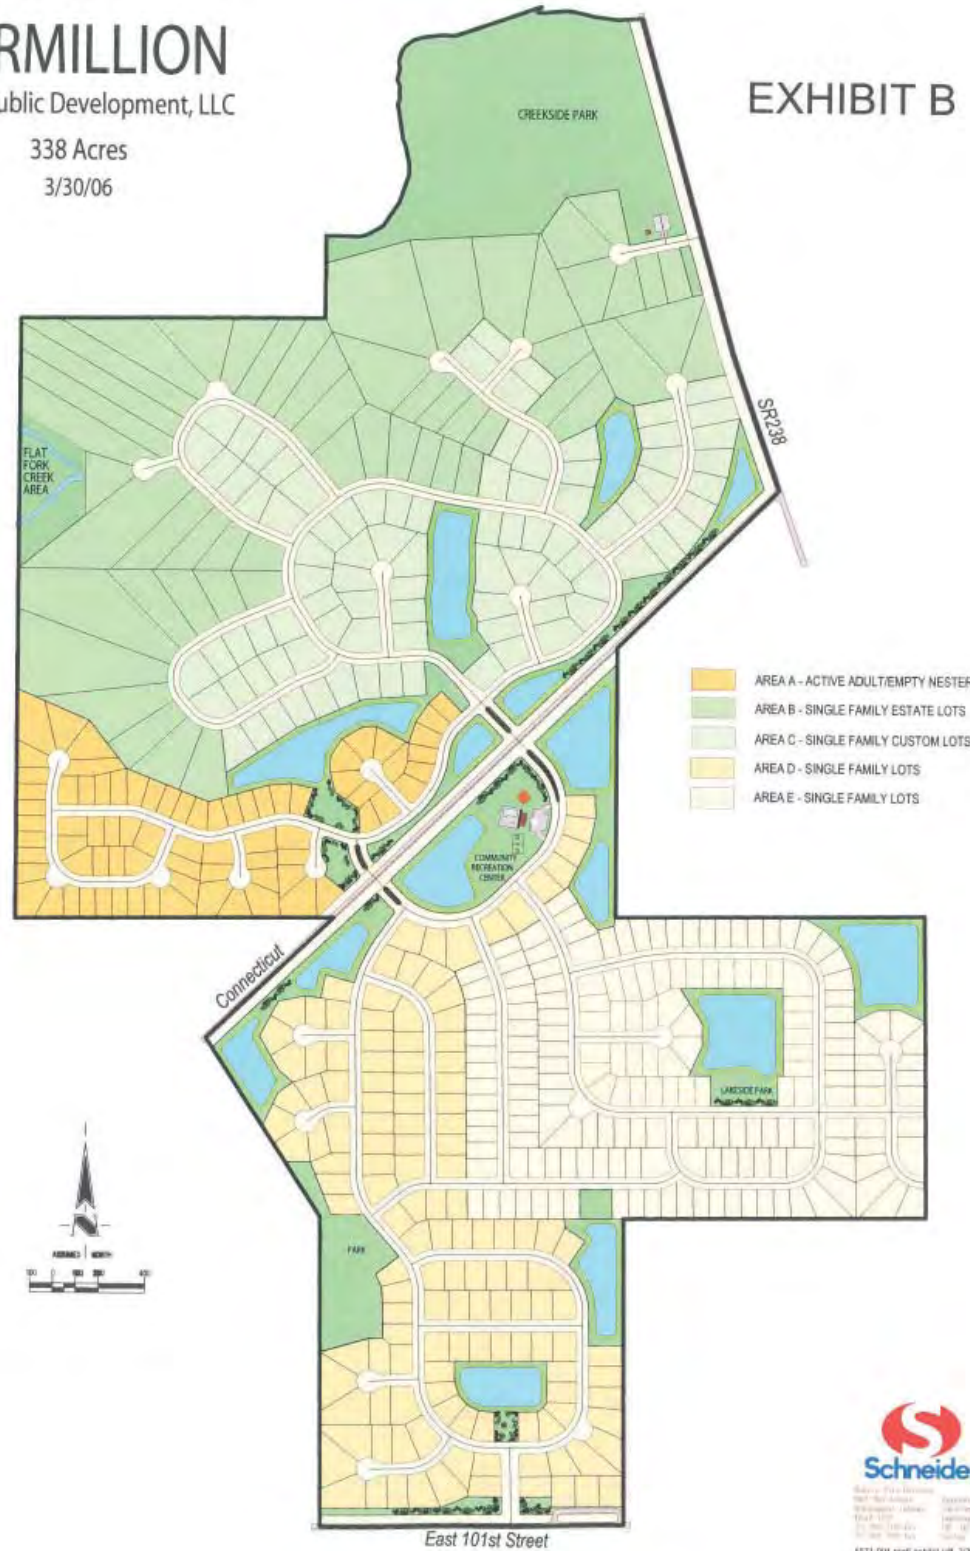 RMILLION
ublic Development, LLC
338 Acres
3/30/06
EXHIBIT B
CREEKSIDE PARK
SR238
FLAT
FORK
CREEK
AREA
AREA A - ACTIVE ADULT/EMPTY NESTER
AREA B - SINGLE FAMILY ESTATE LOTS
AREA C - SINGLE FAMILY CUSTOM LOTS
AREA D - SINGLE FAMILY LOTS
AREA E - SINGLE FAMILY LOTS
COMMUNITY
RECREATION
CENTER
Connecticut
LAKESIDE PARK
ASSUMED NORTH
PARK
Schneide
East 101st Street